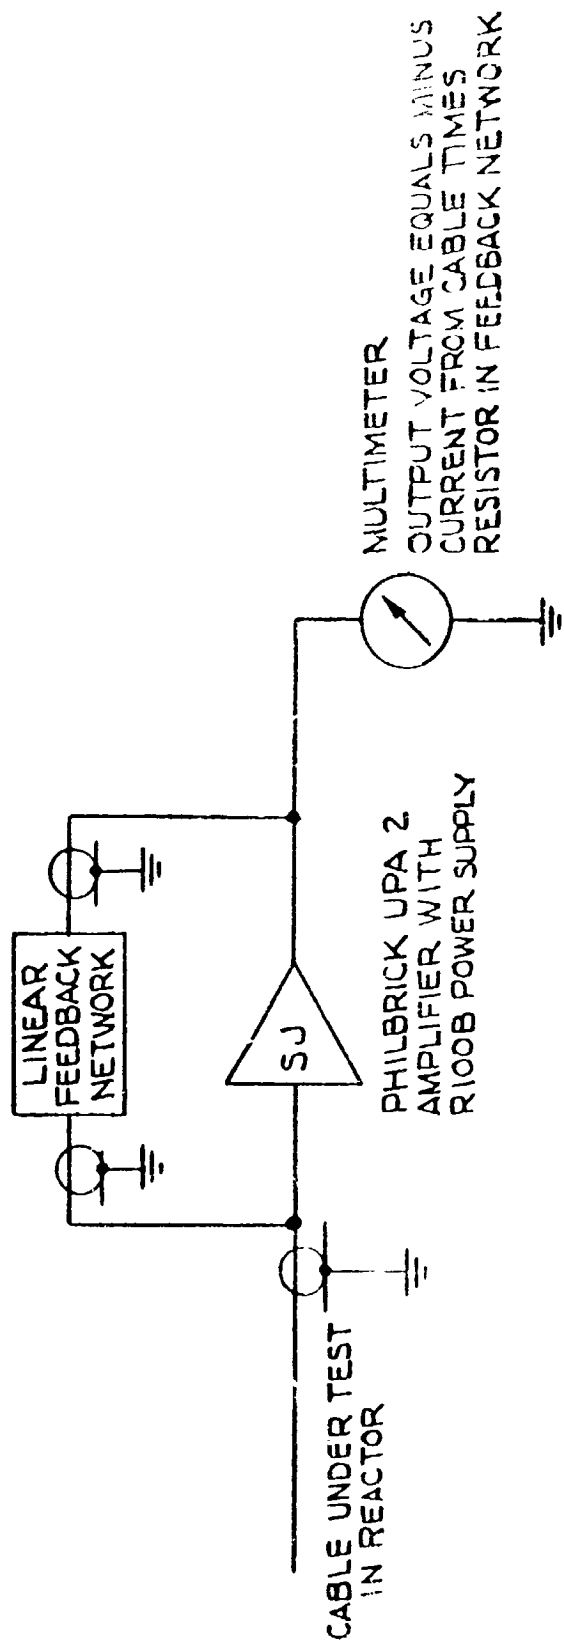 LINEAR
FEEDBACK
NETWORK
SJ
CABLE UNDER TEST
IN REACTOR
PHILBRICK UPA 2
AMPLIFIER WITH
R100B POWER SUPPLY
MULTIMETER
OUTPUT VOLTAGE EQUALS MINUS
CURRENT FROM CABLE TIMES
RESISTOR IN FEEDBACK NETWORK